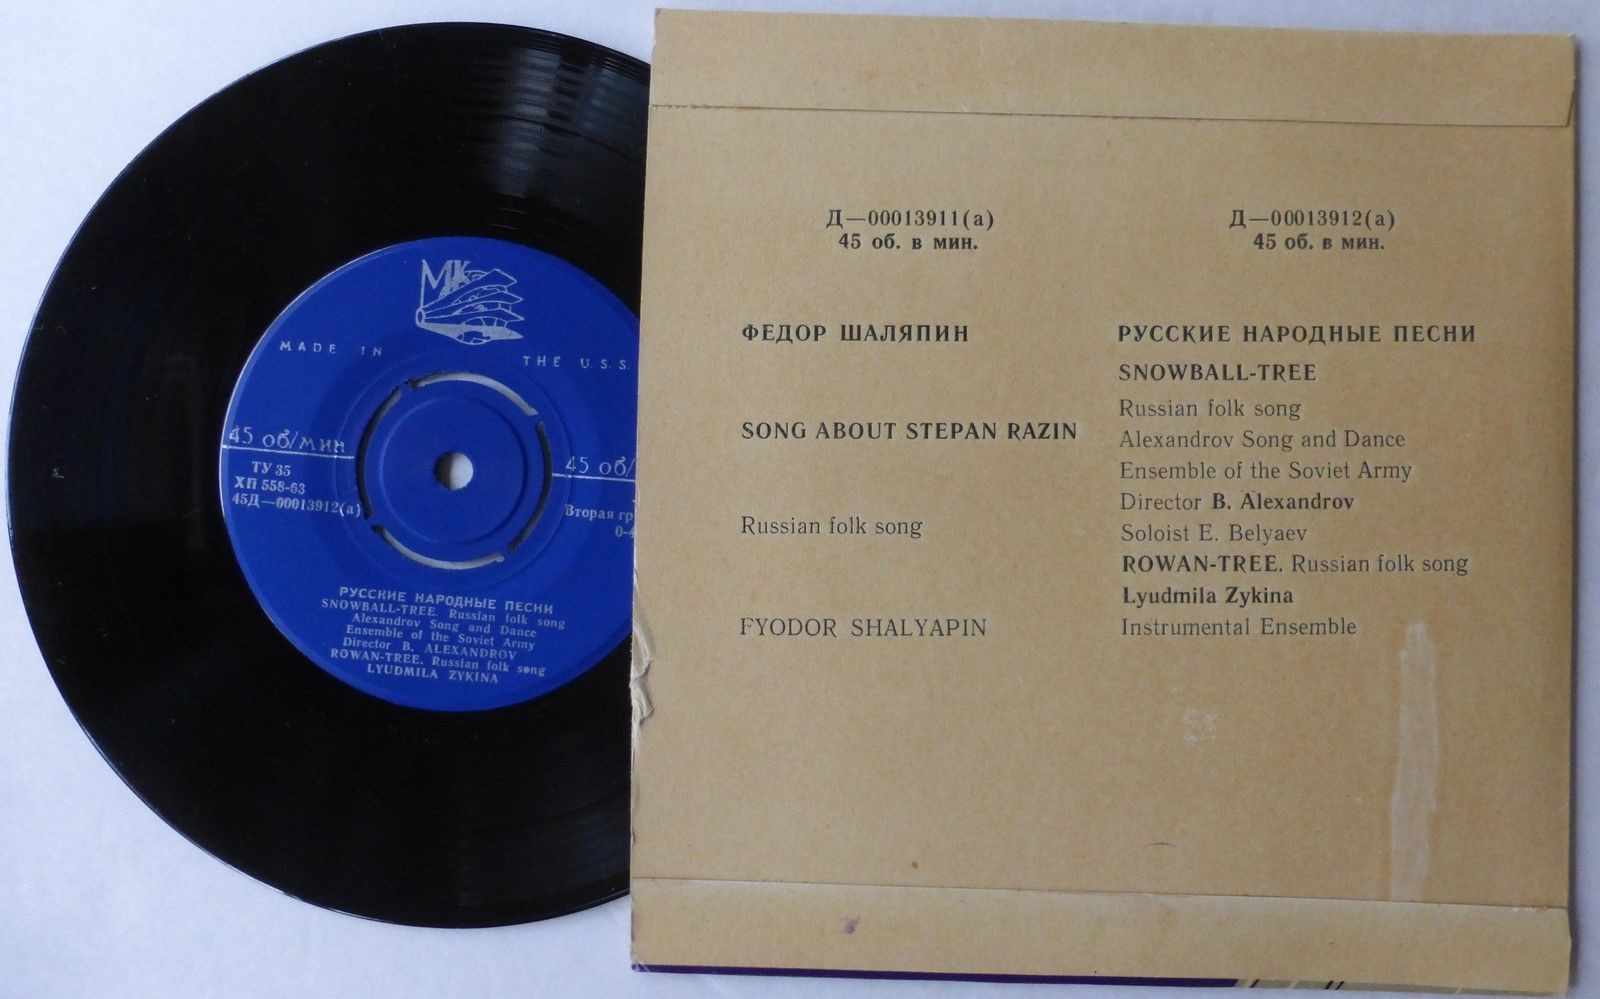 МК
MADE IN
THE U.S.S.
45 об/мин
45 об/
ТУ 35
ХП 558-63
45Д—00013912(а)
Вторая гр
0-4
РУССКИЕ НАРОДНЫЕ ПЕСНИ
SNOWBALL-TREE. Russian folk song
Alexandrov Song and Dance
Ensemble of the Soviet Army
Director B. ALEXANDROV
ROWAN-TREE. Russian folk song
LYUDMILA ZYKINA
Д—00013911(а)
45 об. в мин.
ФЕДОР ШАЛЯПИН
SONG ABOUT STEPAN RAZIN
Russian folk song
FYODOR SHALYAPIN
Д—00013912(а)
45 об. в мин.
РУССКИЕ НАРОДНЫЕ ПЕСНИ
SNOWBALL-TREE
Russian folk song
Alexandrov Song and Dance
Ensemble of the Soviet Army
Director B. Alexandrov
Soloist E. Belyaev
ROWAN-TREE. Russian folk song
Lyudmila Zykina
Instrumental Ensemble